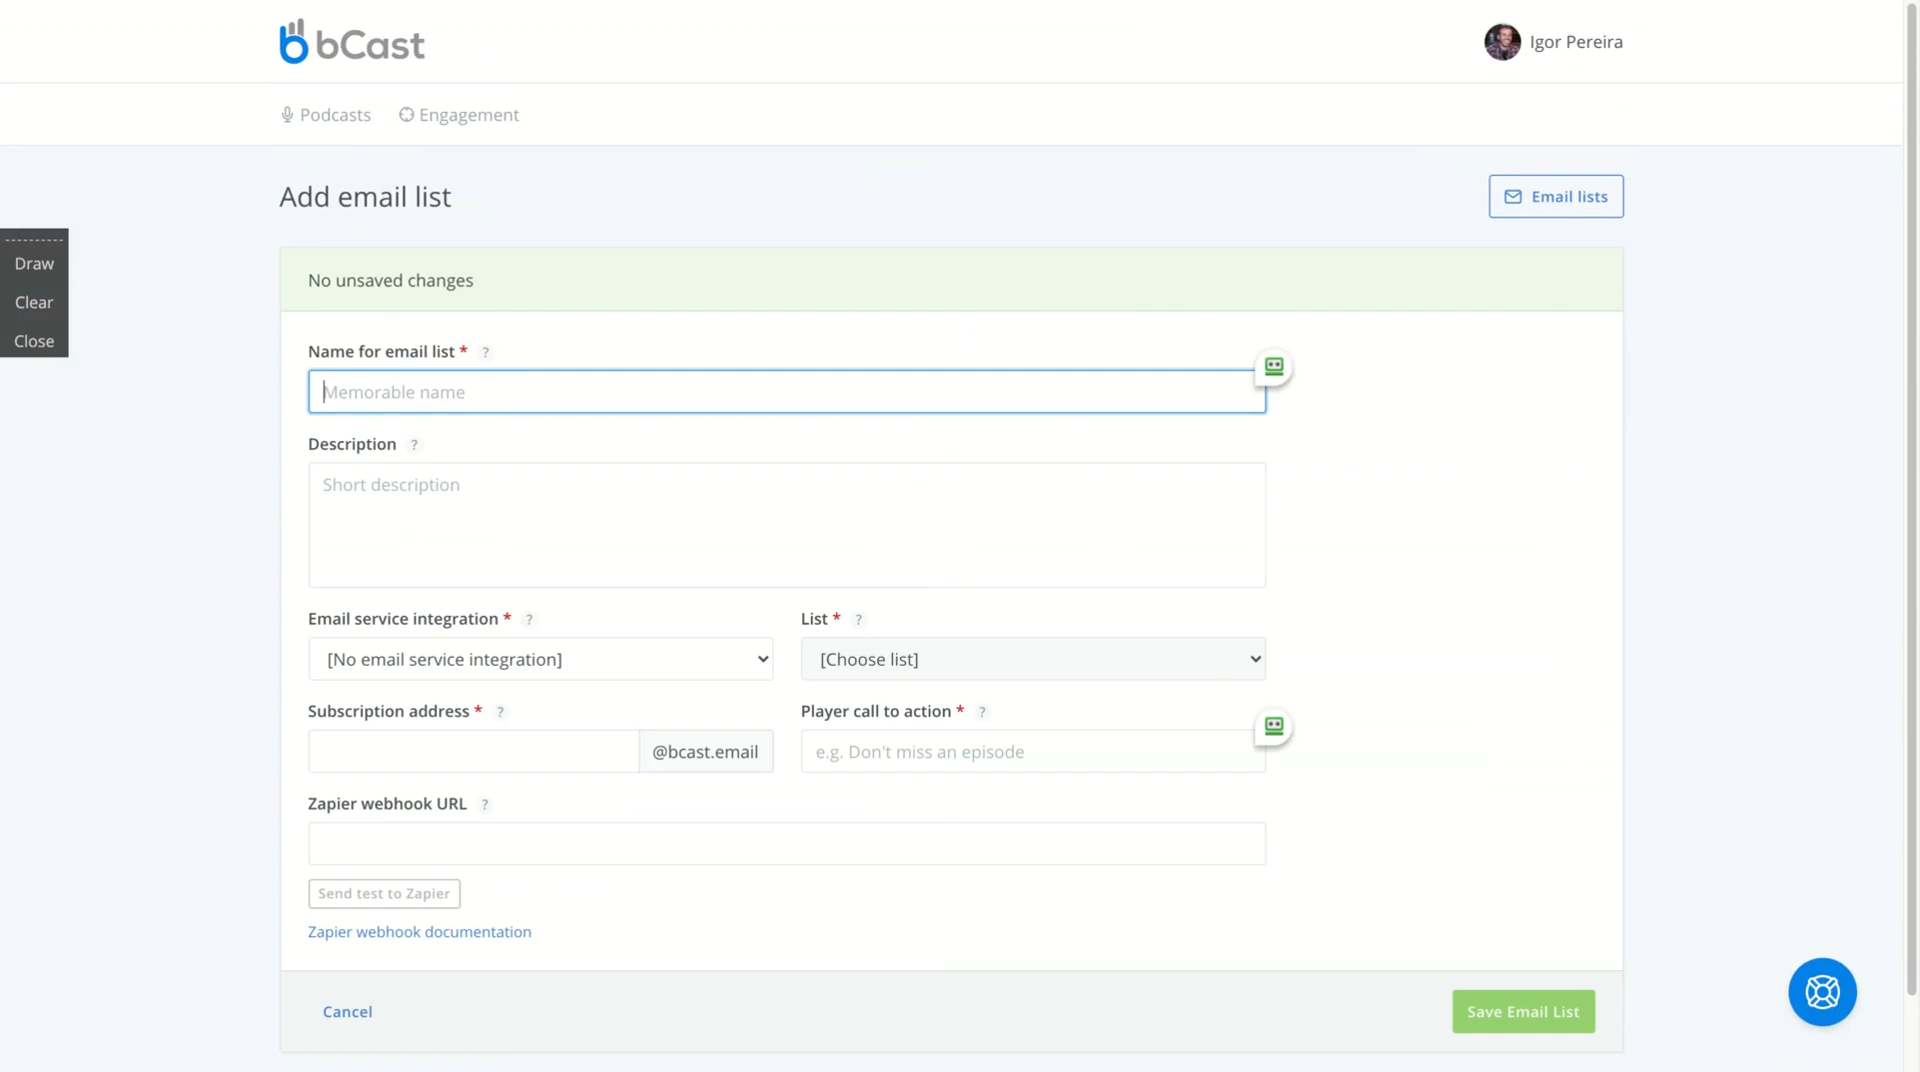 bCast
Igor Pereira
Podcasts
Engagement
Add email list
Email lists
Draw
Clear
Close
No unsaved changes
Name for email list * ?
Memorable name
Description ?
Short description
Email service integration * ?
List * ?
[No email service integration]
[Choose list]
Subscription address * ?
Player call to action * ?
@bcast.email
e.g. Don't miss an episode
Zapier webhook URL ?
Send test to Zapier
Zapier webhook documentation
Cancel
Save Email List